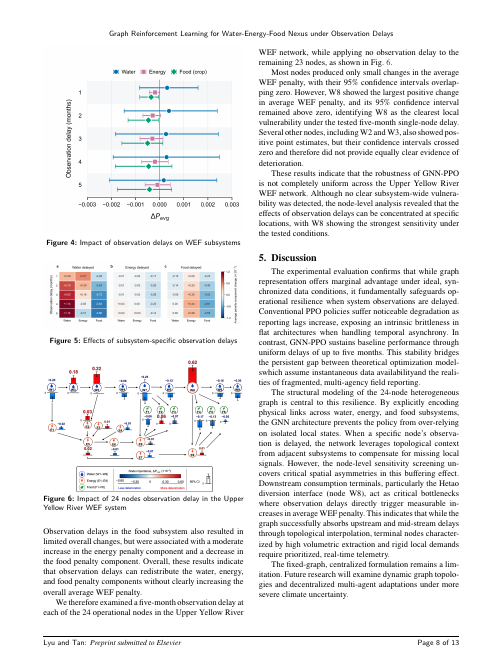 Graph Reinforcement Learning for Water-Energy-Food Nexus under Observation Delays
Water Energy Food (crop)
Observation delay (months)
1
2
3
4
5
−0.003 −0.002 −0.001 0.000 0.001 0.002 0.003
ΔPavg
Figure 4: Impact of observation delays on WEF subsystems
a Water delayed b Energy delayed c Food delayed
Observation delay (months)
Water Energy Food Water Energy Food Water Energy Food
Figure 5: Effects of subsystem-specific observation delays
0.18
0.22
0.62
Figure 6: Impact of 24 nodes observation delay in the Upper
Yellow River WEF system
Observation delays in the food subsystem also resulted in
limited overall changes, but were associated with a moderate
increase in the energy penalty component and a decrease in
the food penalty component. Overall, these results indicate
that observation delays can redistribute the water, energy,
and food penalty components without clearly increasing the
overall average WEF penalty.
We therefore examined a five-month observation delay at
each of the 24 operational nodes in the Upper Yellow River
WEF network, while applying no observation delay to the
remaining 23 nodes, as shown in Fig. 6.
Most nodes produced only small changes in the average
WEF penalty, with their 95% confidence intervals overlap-
ping zero. However, W8 showed the largest positive change
in average WEF penalty, and its 95% confidence interval
remained above zero, identifying W8 as the clearest local
vulnerability under the tested five-month single-node delay.
Several other nodes, including W2 and W3, also showed pos-
itive point estimates, but their confidence intervals crossed
zero and therefore did not provide equally clear evidence of
deterioration.
These results indicate that the robustness of GNN-PPO
is not completely uniform across the Upper Yellow River
WEF network. Although no clear subsystem-wide vulnera-
bility was detected, the node-level analysis revealed that the
effects of observation delays can be concentrated at specific
locations, with W8 showing the strongest sensitivity under
the tested conditions.
5. Discussion
The experimental evaluation confirms that while graph
representation offers marginal advantage under ideal, syn-
chronized data conditions, it fundamentally safeguards op-
erational resilience when system observations are delayed.
Conventional PPO policies suffer noticeable degradation as
reporting lags increase, exposing an intrinsic brittleness in
flat architectures when handling temporal asynchrony. In
contrast, GNN-PPO sustains baseline performance through
uniform delays of up to five months. This stability bridges
the persistent gap between theoretical optimization model-
swhich assume instantaneous data availabilityand the reali-
ties of fragmented, multi-agency field reporting.
The structural modeling of the 24-node heterogeneous
graph is central to this resilience. By explicitly encoding
physical links across water, energy, and food subsystems,
the GNN architecture prevents the policy from over-relying
on isolated local states. When a specific node's observa-
tion is delayed, the network leverages topological context
from adjacent subsystems to compensate for missing local
signals. However, the node-level sensitivity screening un-
covers critical spatial asymmetries in this buffering effect.
Downstream consumption terminals, particularly the Hetao
diversion interface (node W8), act as critical bottlenecks
where observation delays directly trigger measurable in-
creases in average WEF penalty. This indicates that while the
graph successfully absorbs upstream and mid-stream delays
through topological interpolation, terminal nodes character-
ized by high volumetric extraction and rigid local demands
require prioritized, real-time telemetry.
The fixed-graph, centralized formulation remains a lim-
itation. Future research will examine dynamic graph topolo-
gies and decentralized multi-agent adaptations under more
severe climate uncertainty.
Lyu and Tan: Preprint submitted to Elsevier
Page 8 of 13